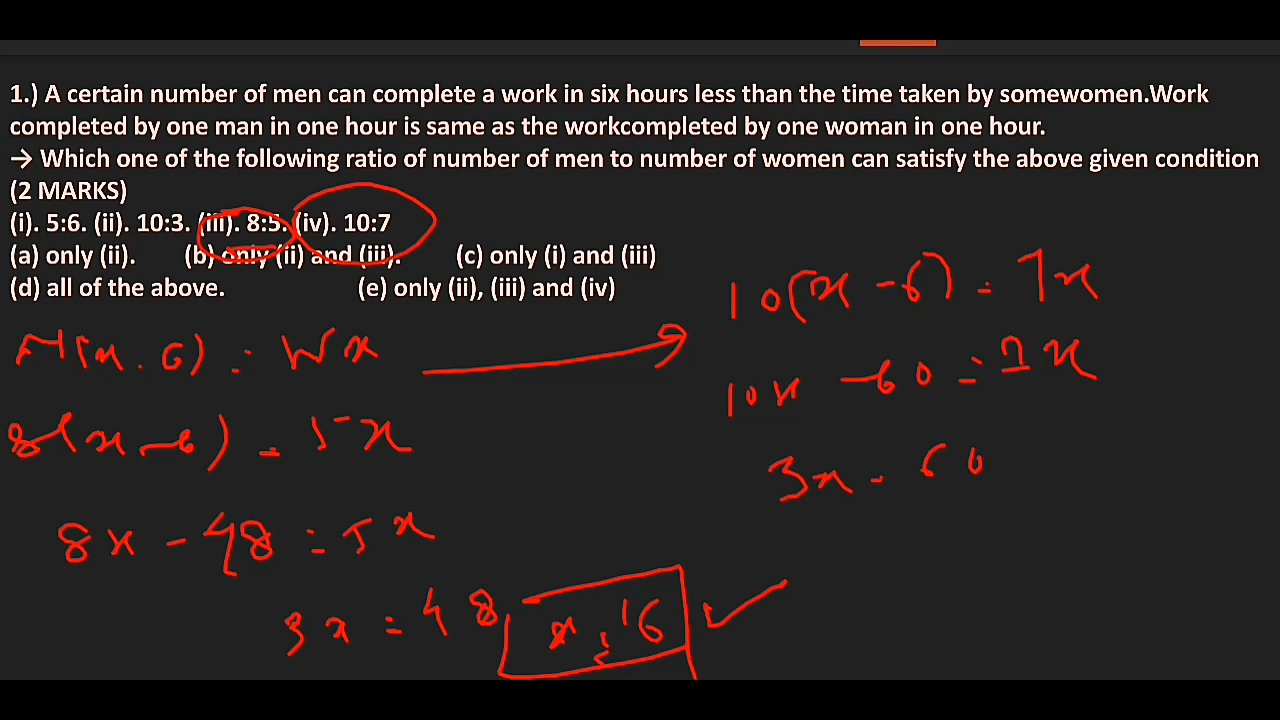 1.) A certain number of men can complete a work in six hours less than the time taken by somewomen.Work
completed by one man in one hour is same as the workcompleted by one woman in one hour.
→ Which one of the following ratio of number of men to number of women can satisfy the above given condition
(2 MARKS)
(i). 5:6. (ii). 10:3. (iii). 8:5. (iv). 10:7
(a) only (ii). (b) only (ii) and (iii). (c) only (i) and (iii)
(d) all of the above. (e) only (ii), (iii) and (iv)
M(x-6) = Wx
8(x-6) = 5x
8x - 48 = 5x
3x = 48
x = 16
10(x-6) = 7x
10x - 60 = 7x
3x = 60